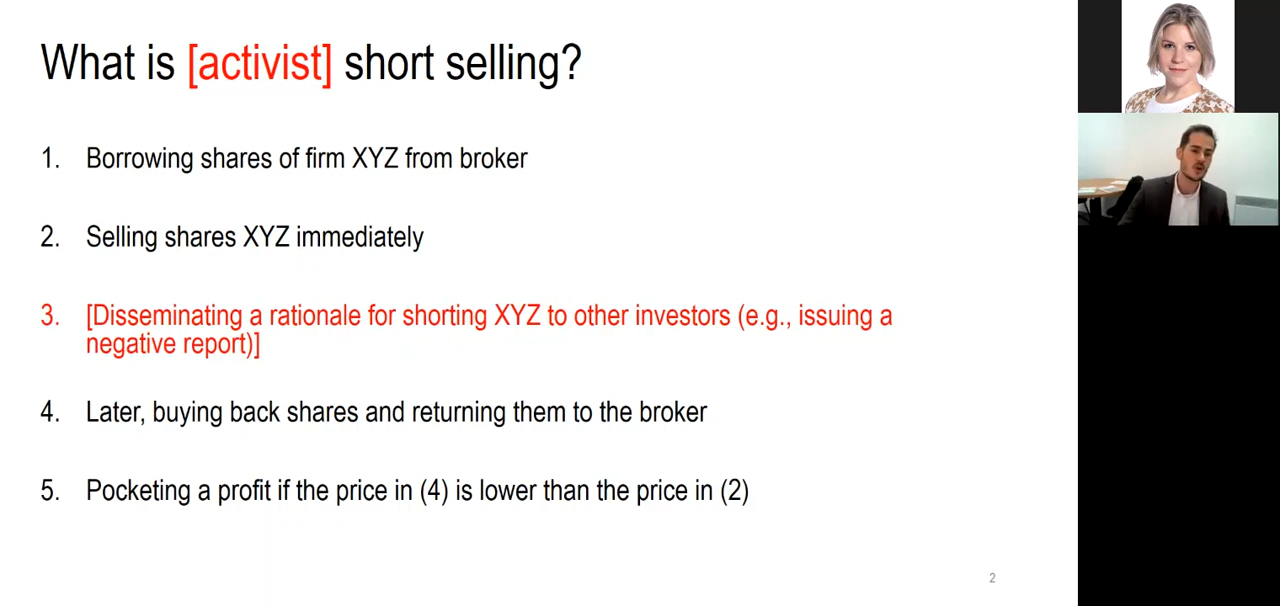 What is [activist] short selling?
1. Borrowing shares of firm XYZ from broker
2. Selling shares XYZ immediately
3. [Disseminating a rationale for shorting XYZ to other investors (e.g., issuing a
negative report)]
4. Later, buying back shares and returning them to the broker
5. Pocketing a profit if the price in (4) is lower than the price in (2)
2